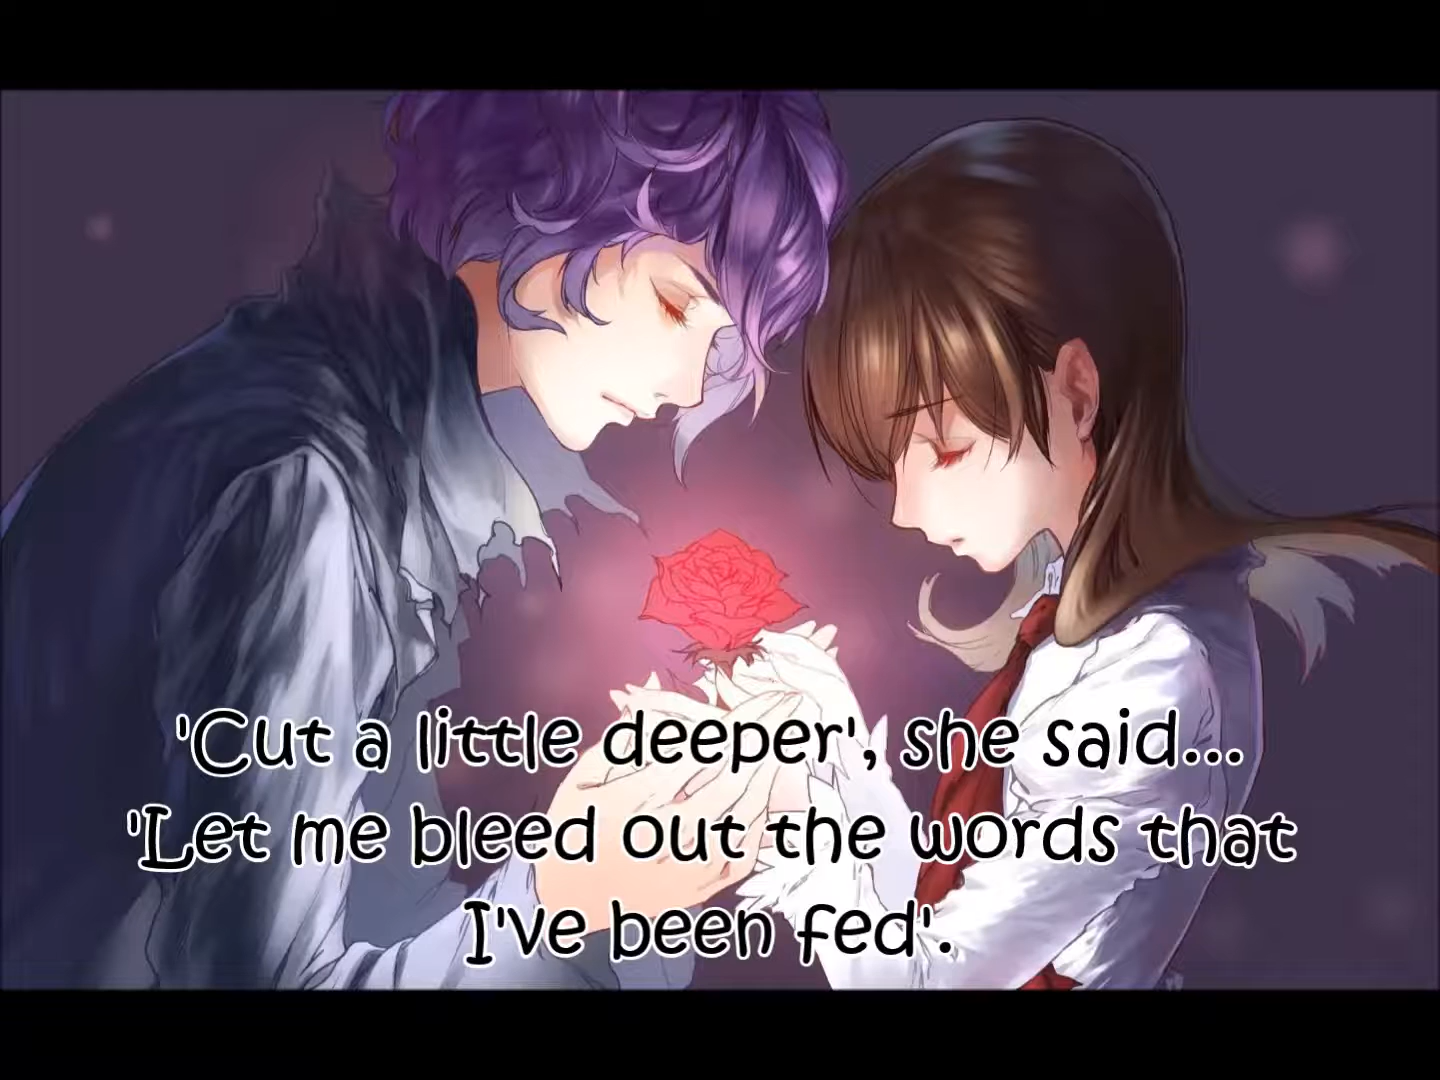 'Cut a little deeper', she said...
'Let me bleed out the words that
I've been fed'.